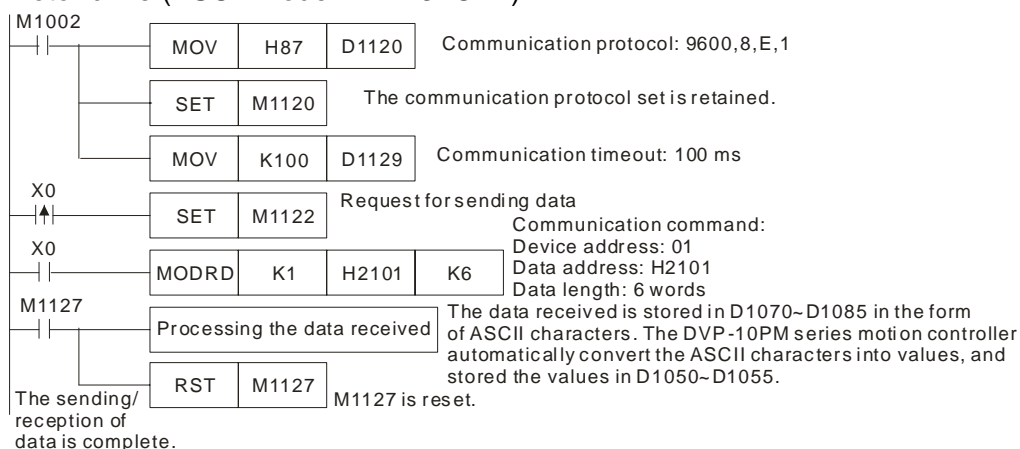 M1002
MOV H87 D1120 Communication protocol: 9600,8,E,1
SET M1120 The communication protocol set is retained.
MOV K100 D1129 Communication timeout: 100 ms
X0
SET M1122 Request for sending data
X0
MODRD K1 H2101 K6
Communication command:
Device address: 01
Data address: H2101
Data length: 6 words
M1127
Processing the data received
The data received is stored in D1070~D1085 in the form
of ASCII characters. The DVP-10PM series motion controller
automatically convert the ASCII characters into values, and
stored the values in D1050~D1055.
RST M1127 M1127 is reset.
The sending/
reception of
data is complete.